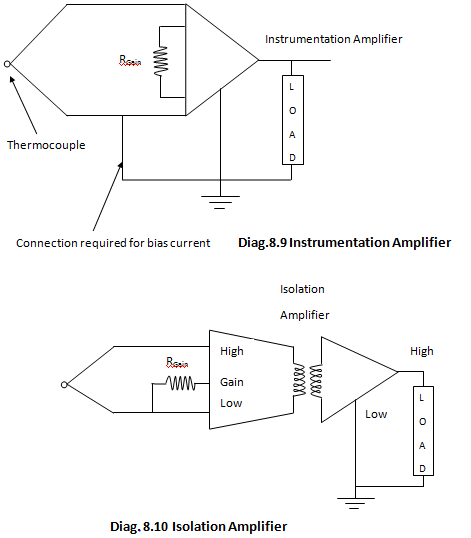 Instrumentation Amplifier
RGain
L
O
A
D
Thermocouple
Connection required for bias current
Diag.8.9 Instrumentation Amplifier
Isolation
Amplifier
High
High
RGain
Gain
Low
Low
L
O
A
D
Diag. 8.10 Isolation Amplifier